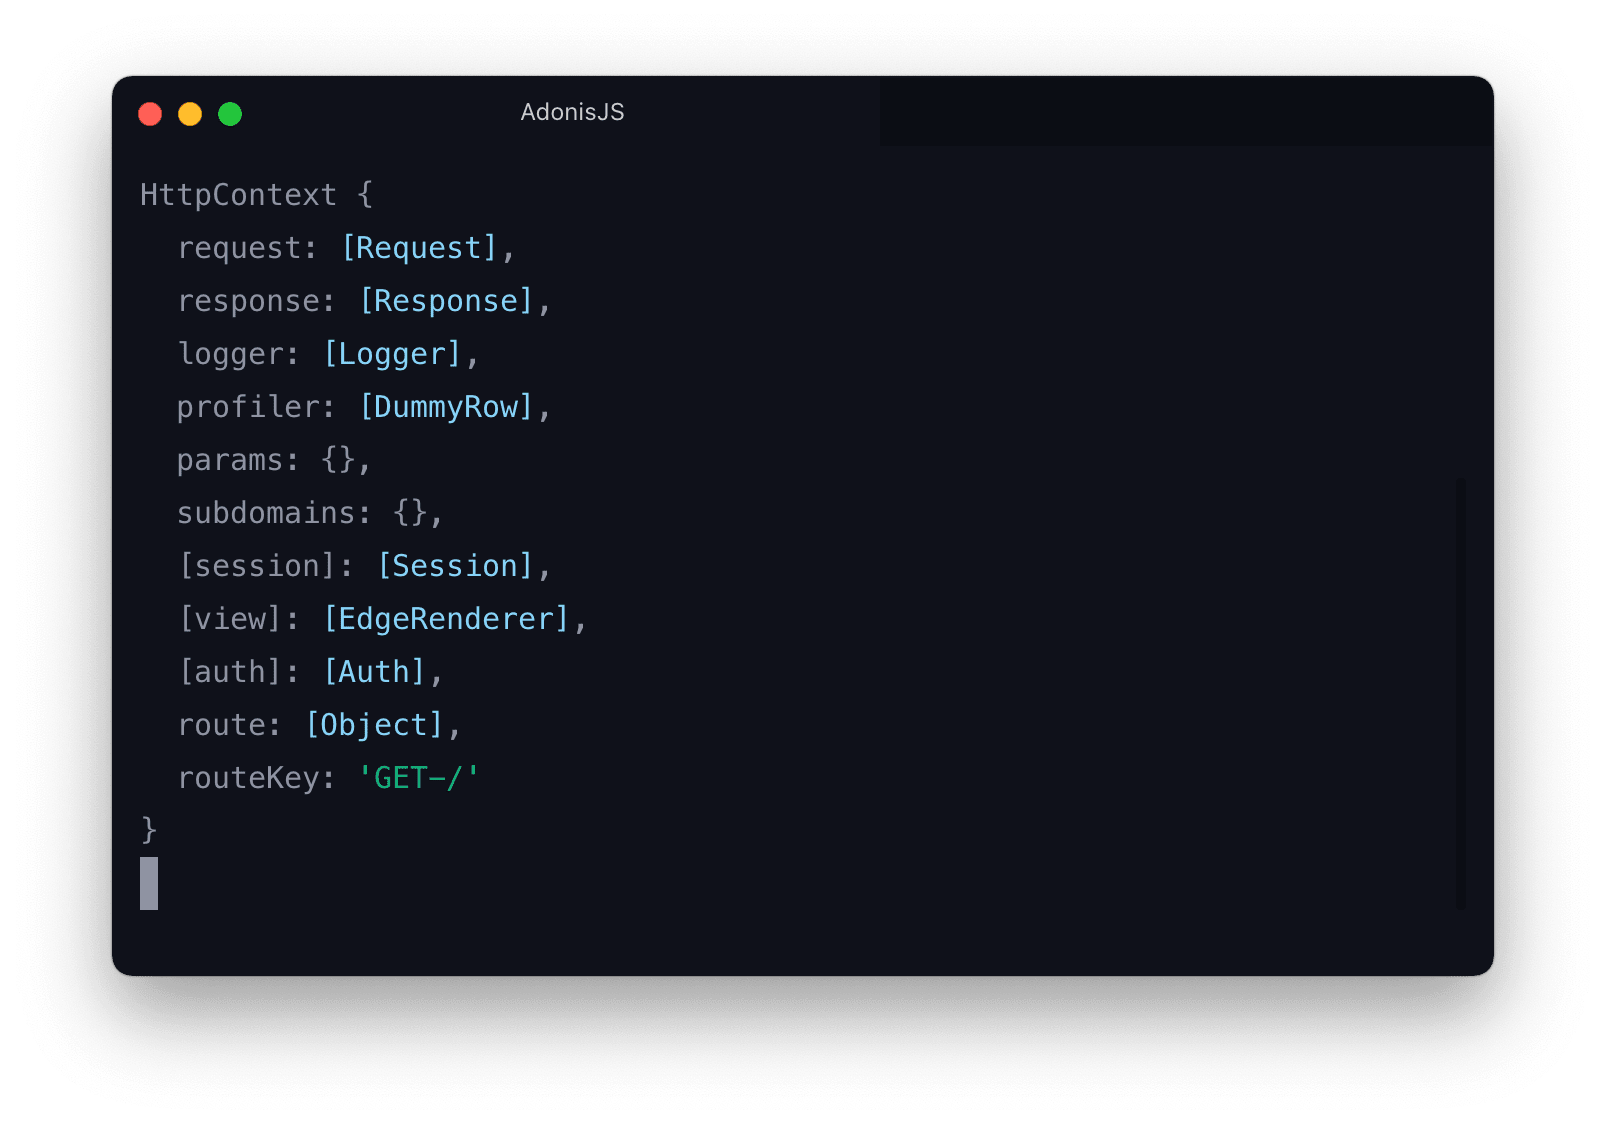 AdonisJS
HttpContext {
  request: [Request],
  response: [Response],
  logger: [Logger],
  profiler: [DummyRow],
  params: {},
  subdomains: {},
  [session]: [Session],
  [view]: [EdgeRenderer],
  [auth]: [Auth],
  route: [Object],
  routeKey: 'GET-/'
}